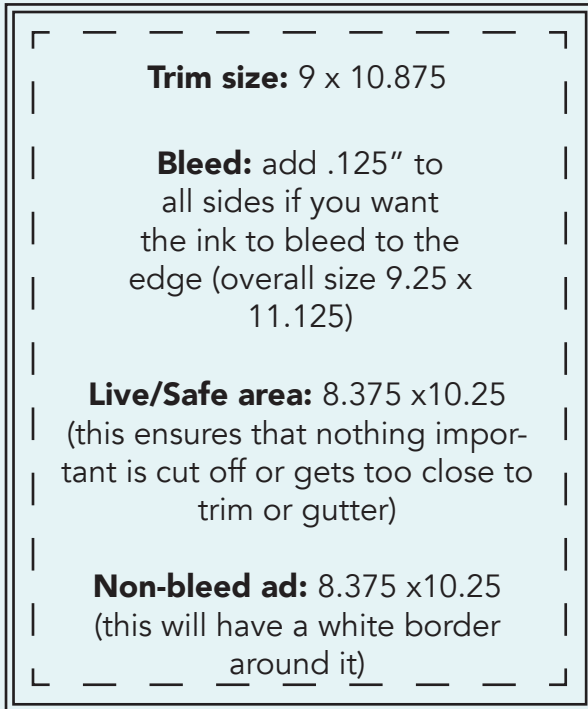 Trim size: 9 x 10.875
Bleed: add .125” to
all sides if you want
the ink to bleed to the
edge (overall size 9.25 x
11.125)
Live/Safe area: 8.375 x10.25
(this ensures that nothing impor-
tant is cut off or gets too close to
trim or gutter)
Non-bleed ad: 8.375 x10.25
(this will have a white border
around it)